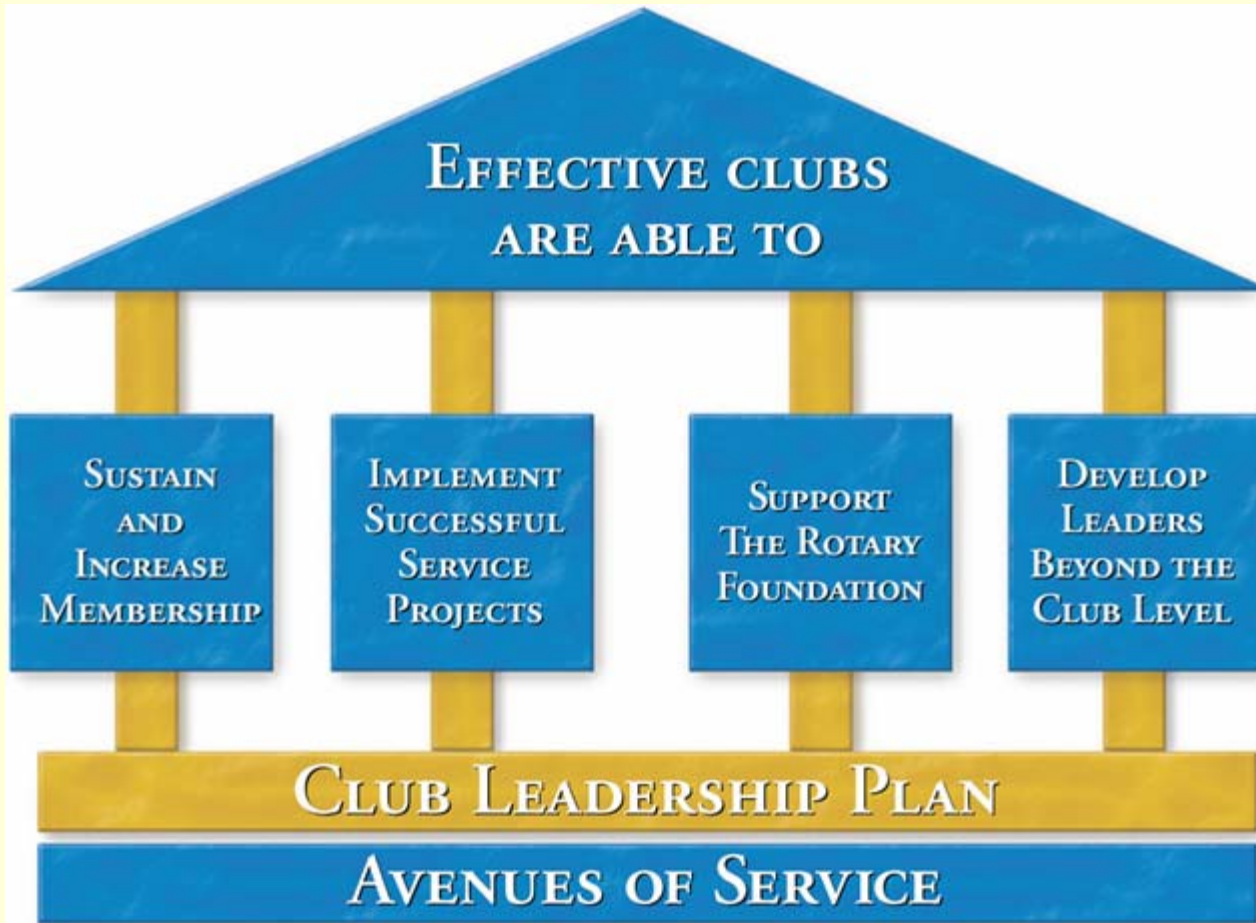 Effective clubs
are able to
Sustain
and
Increase
Membership
Implement
Successful
Service
Projects
Support
The Rotary
Foundation
Develop
Leaders
Beyond the
Club Level
Club Leadership Plan
Avenues of Service